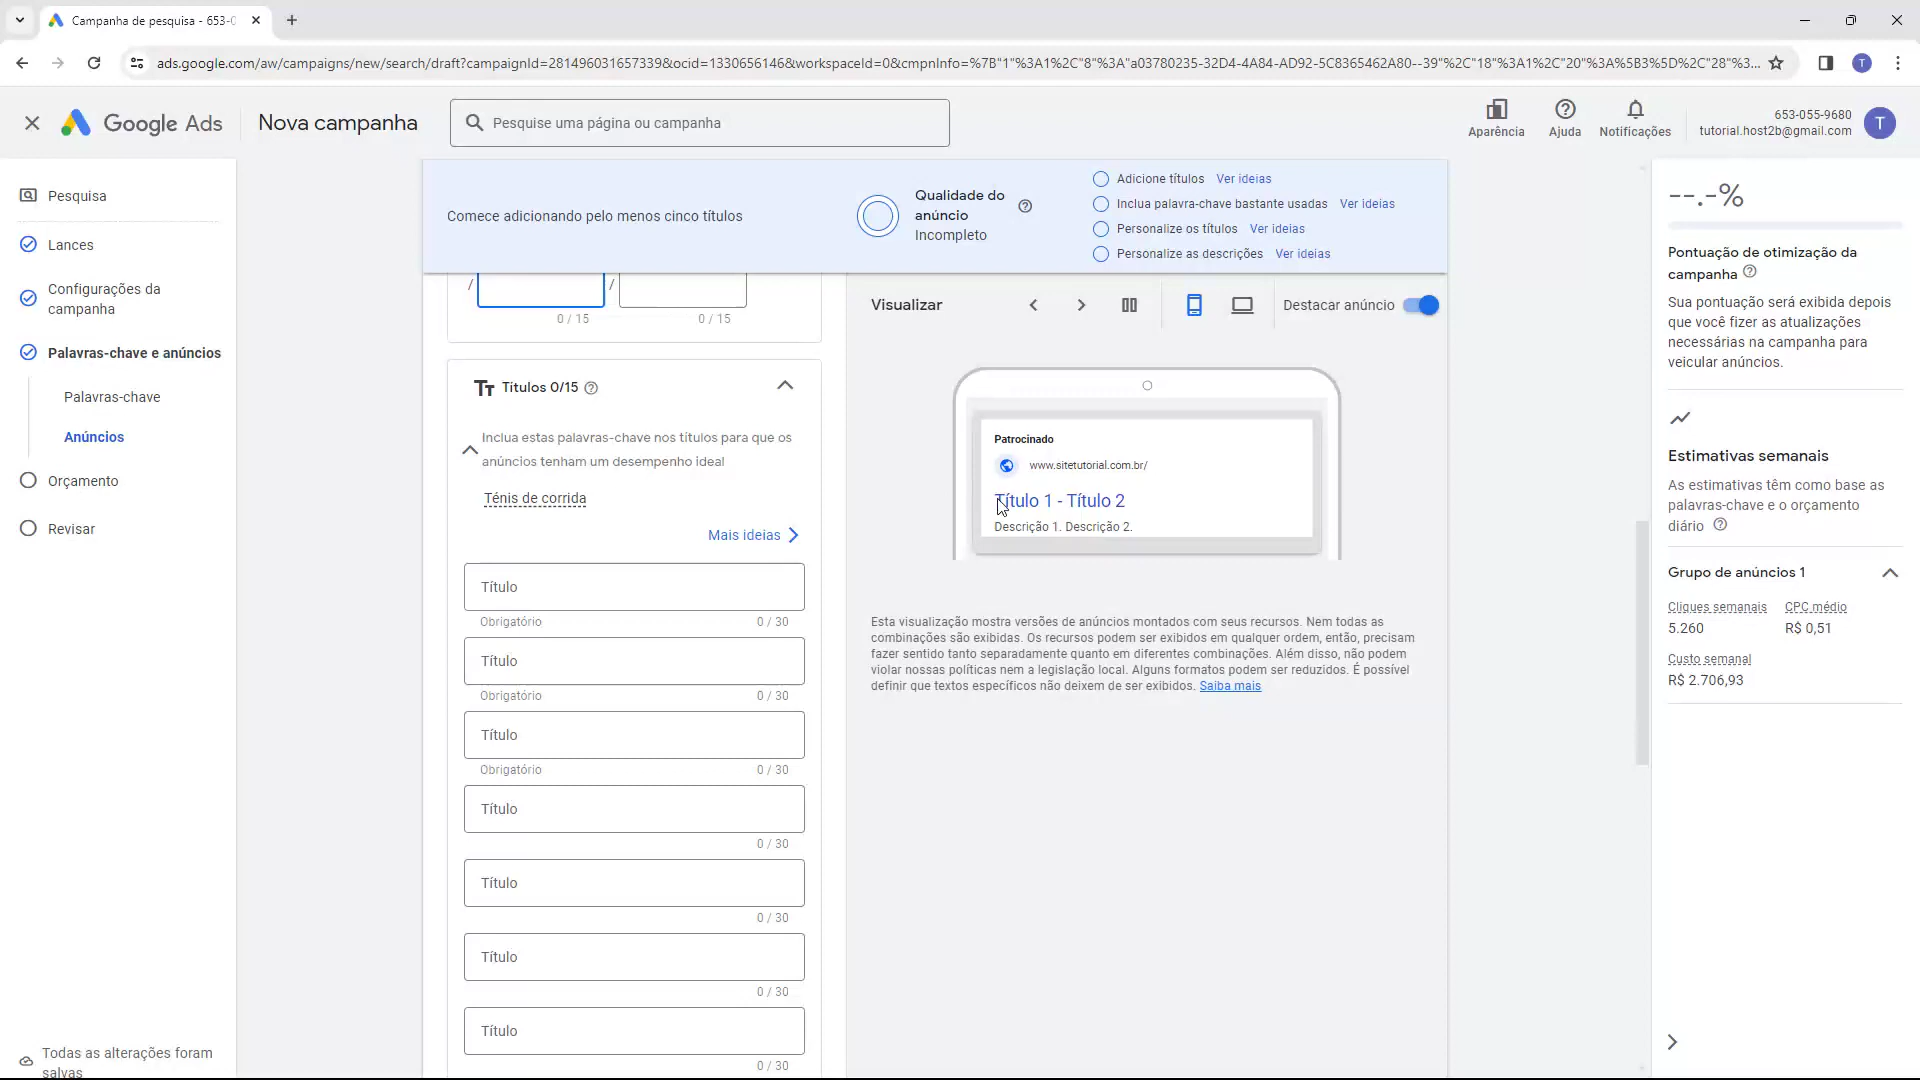 Campanha de pesquisa - 653-0
ads.google.com/aw/campaigns/new/search/draft?campaignId=281496031657339&ocid=1330656146&workspaceId=0&cmpnInfo=%7B"1"%3A1%2C"8"%3A"a03780235-32D4-4A84-AD92-5C8365462A80--39"%2C"18"%3A1%2C"20"%3A%5B3%5D%2C"28"%3...
T
Google Ads
Nova campanha
Pesquise uma página ou campanha
Aparência
Ajuda
Notificações
653-055-9680
tutorial.host2b@gmail.com
T
Pesquisa
Lances
Configurações da
campanha
Palavras-chave e anúncios
Palavras-chave
Anúncios
Orçamento
Revisar
Todas as alterações foram
salvas
Comece adicionando pelo menos cinco títulos
Qualidade do
anúncio
Incompleto
Adicione títulos Ver ideias
Inclua palavra-chave bastante usadas Ver ideias
Personalize os títulos Ver ideias
Personalize as descrições Ver ideias
/ /
0 / 15 0 / 15
Tt Títulos 0/15
Inclua estas palavras-chave nos títulos para que os
anúncios tenham um desempenho ideal
Ténis de corrida
Mais ideias
Título
Obrigatório 0 / 30
Título
Obrigatório 0 / 30
Título
Obrigatório 0 / 30
Título
0 / 30
Título
0 / 30
Título
0 / 30
Título
0 / 30
Visualizar
Destacar anúncio
Patrocinado
www.sitetutorial.com.br/
Título 1 - Título 2
Descrição 1. Descrição 2.
Esta visualização mostra versões de anúncios montados com seus recursos. Nem todas as
combinações são exibidas. Os recursos podem ser exibidos em qualquer ordem, então, precisam
fazer sentido tanto separadamente quanto em diferentes combinações. Além disso, não podem
violar nossas políticas nem a legislação local. Alguns formatos podem ser reduzidos. É possível
definir que textos específicos não deixem de ser exibidos. Saiba mais
--.-%
Pontuação de otimização da
campanha
Sua pontuação será exibida depois
que você fizer as atualizações
necessárias na campanha para
veicular anúncios.
Estimativas semanais
As estimativas têm como base as
palavras-chave e o orçamento
diário
Grupo de anúncios 1
Cliques semanais CPC médio
5.260 R$ 0,51
Custo semanal
R$ 2.706,93